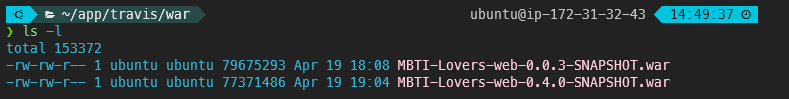 ~/app/travis/war ubuntu@ip-172-31-32-43 14:49:37
❯ ls -l
total 153372
-rw-rw-r-- 1 ubuntu ubuntu 79675293 Apr 19 18:08 MBTI-Lovers-web-0.0.3-SNAPSHOT.war
-rw-rw-r-- 1 ubuntu ubuntu 77371486 Apr 19 19:04 MBTI-Lovers-web-0.4.0-SNAPSHOT.war